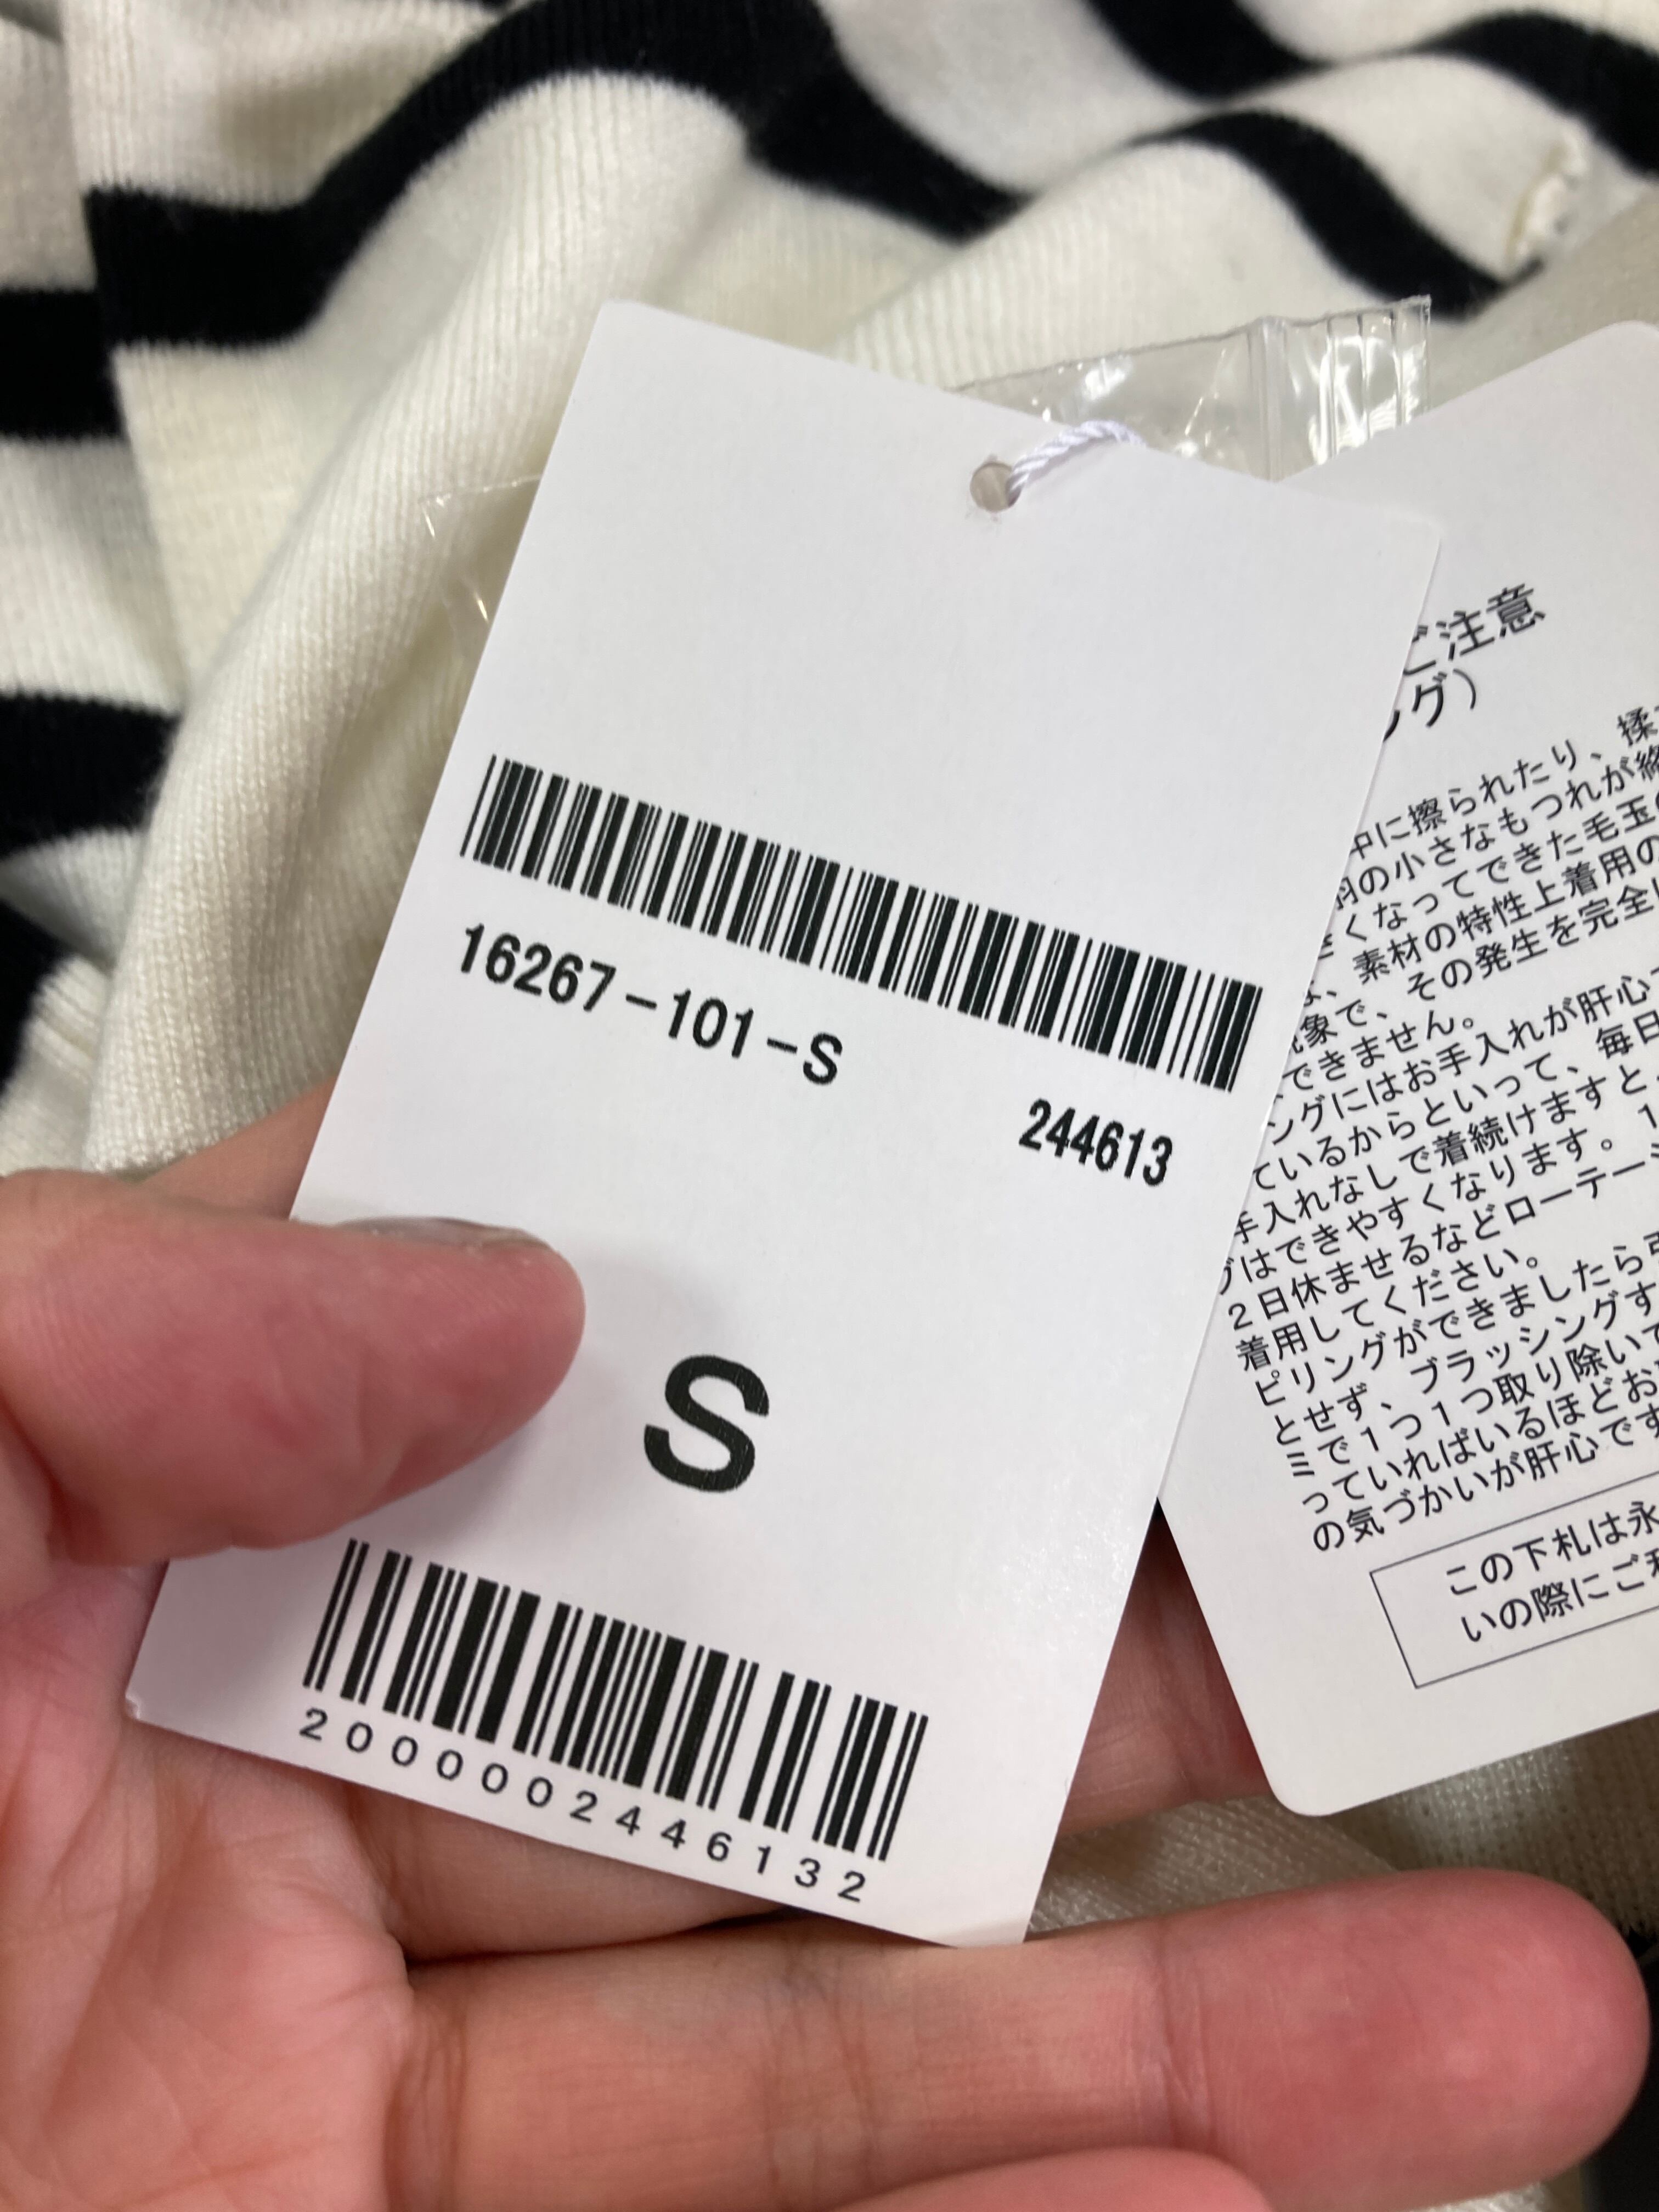 16267-101-S
244613
S
2000002446132
ご注意
グ)
中に擦られたり、揉
の小さなもつれが絡
くなってできた毛玉
、素材の特性上着用の
、その発生を完全
象で、
できません。
ングにはお手入れが肝心
ているからといって、毎日
手入れなしで着続けますと
グはできやすくなります。1
2日休ませるなどローテー
着用してください。
ピリングができましたら
とせず、ブラッシングす
ミで1つ1つ取り除いて
っていればいるほどお
の気づかいが肝心です
この下札は永
いの際にご利